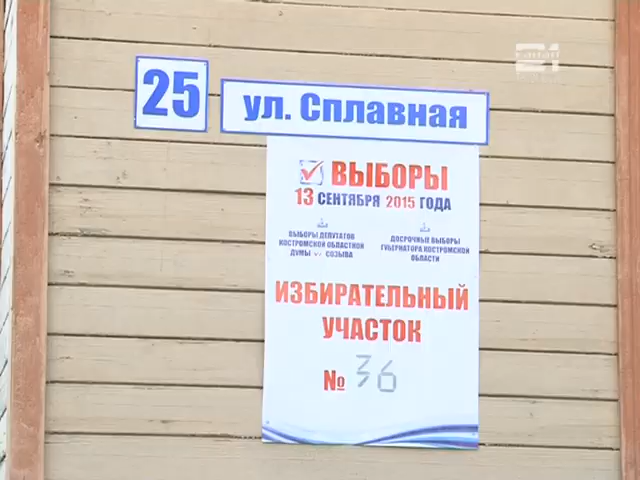 25
ул. Сплавная
ВЫБОРЫ
13 СЕНТЯБРЯ 2015 ГОДА
ВЫБОРЫ ДЕПУТАТОВ
КОСТРОМСКОЙ ОБЛАСТНОЙ
ДУМЫ VI СОЗЫВА
ДОСРОЧНЫЕ ВЫБОРЫ
ГУБЕРНАТОРА КОСТРОМСКОЙ
ОБЛАСТИ
ИЗБИРАТЕЛЬНЫЙ
УЧАСТОК
№ 36